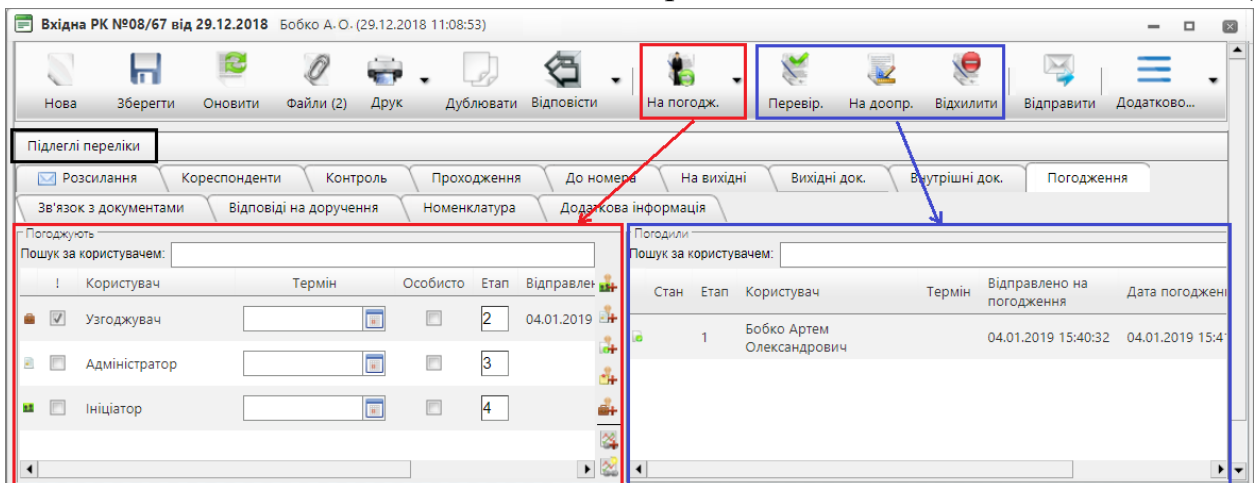 Вхідна РК №08/67 від 29.12.2018 Бобко А. О. (29.12.2018 11:08:53)
Нова Зберегти Оновити Файли (2) Друк Дублювати Відповісти На погодж. Перевір. На доопр. Відхилити Відправити Додатково...
Підлеглі переліки
Розсилання Кореспонденти Контроль Проходження До номера На вихідні Вихідні док. Внутрішні док. Погодження
Зв'язок з документами Відповіді на доручення Номенклатура Додаткова інформація
Погоджують
Пошук за користувачем:
! Користувач Термін Особисто Етап Відправлен
Узгоджувач 2 04.01.2019
Адміністратор 3
Ініціатор 4
Погодили
Пошук за користувачем:
Стан Етап Користувач Термін Відправлено на погодження Дата погоджен
1 Бобко Артем Олександрович 04.01.2019 15:40:32 04.01.2019 15:4